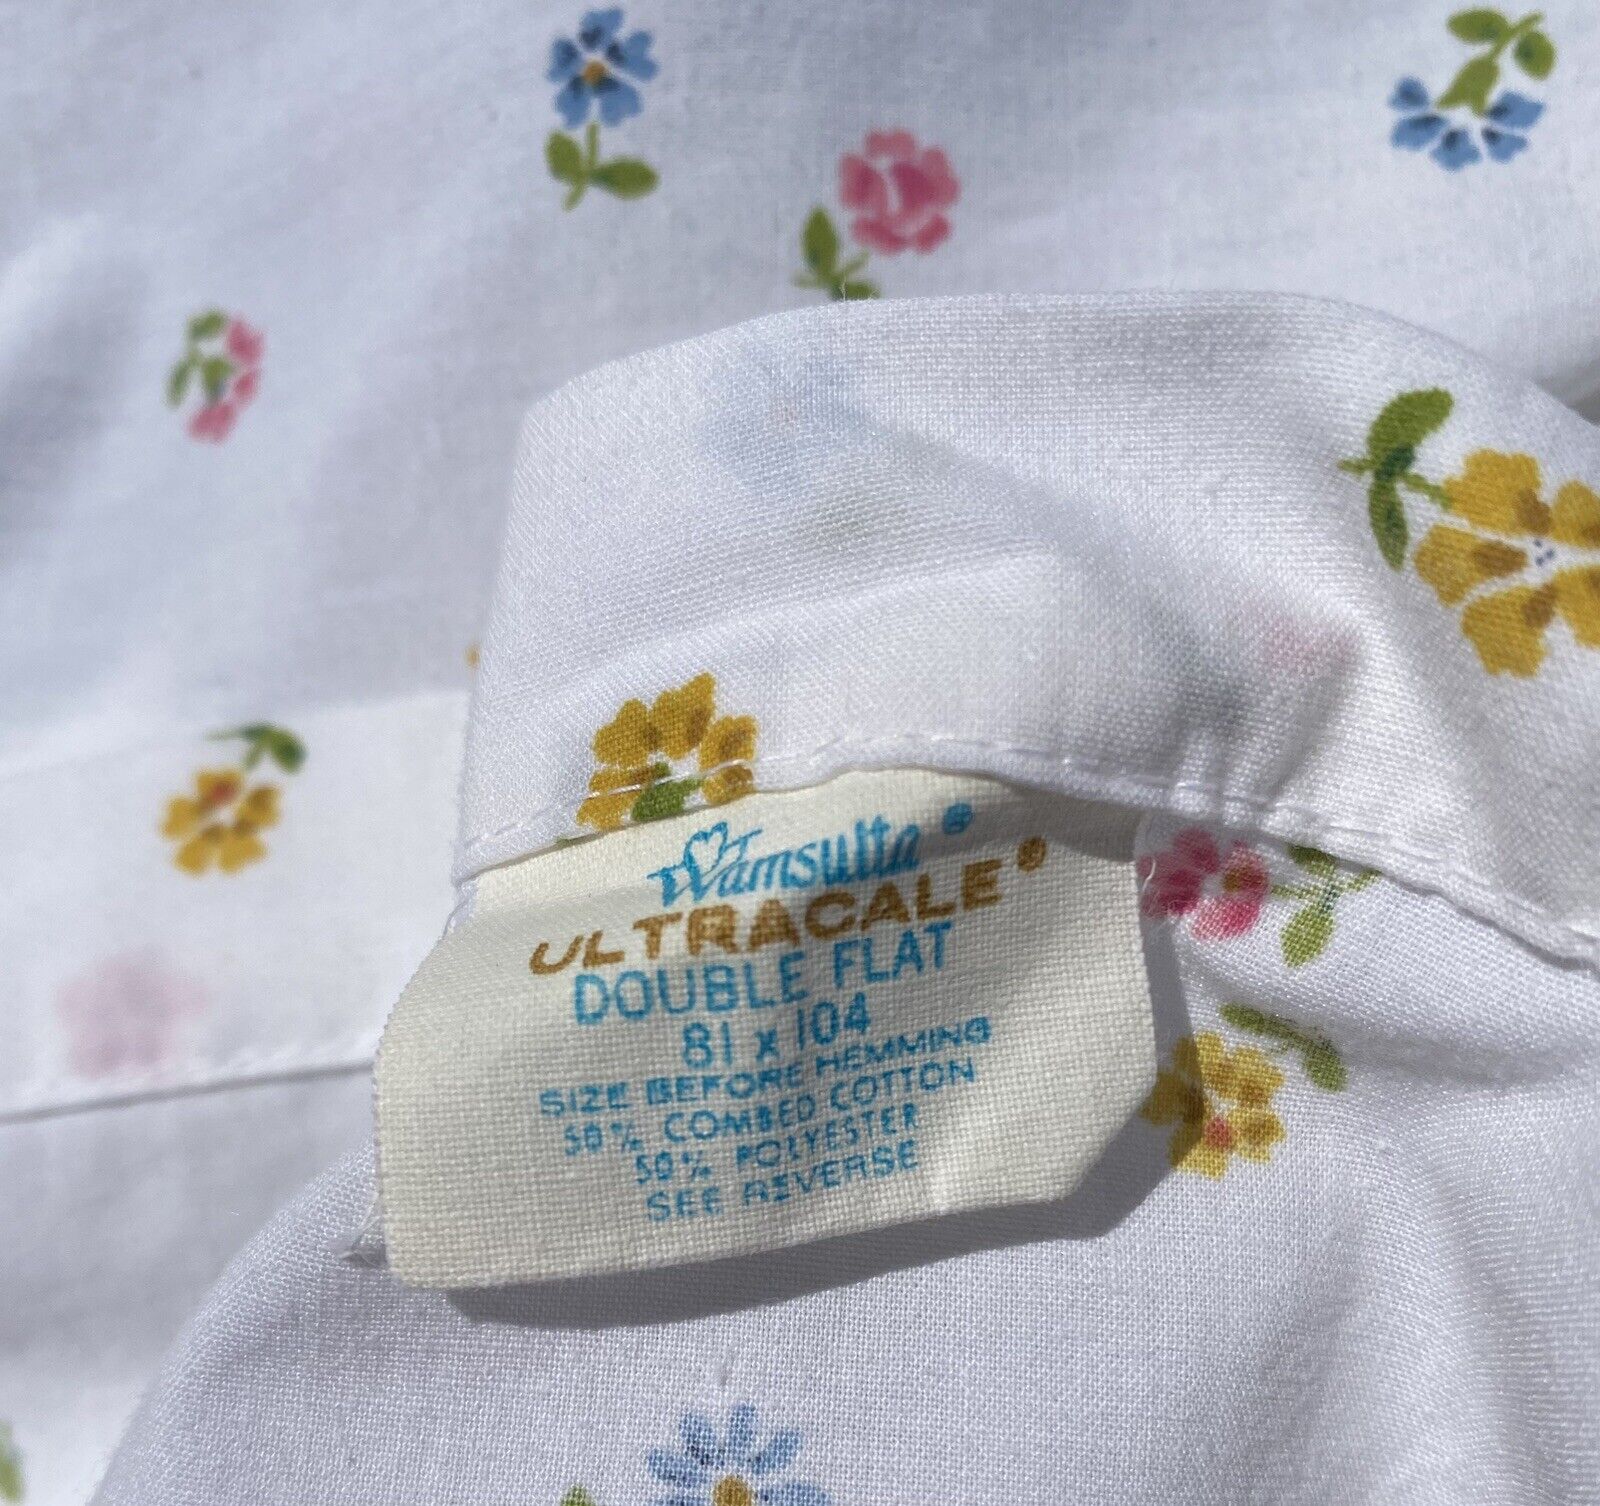 Wamsutta®
ULTRACALE®
DOUBLE FLAT
81 x 104
SIZE BEFORE HEMMING
50% COMBED COTTON
50% POLYESTER
SEE REVERSE